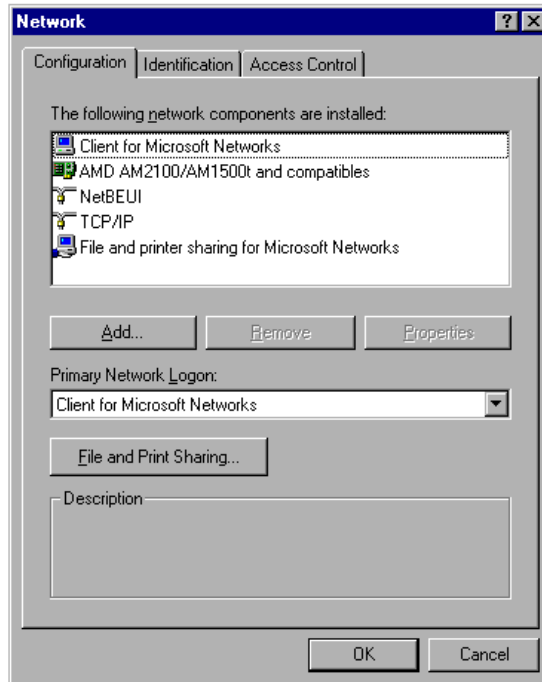 Network
Configuration Identification Access Control
The following network components are installed:
Client for Microsoft Networks
AMD AM2100/AM1500t and compatibles
NetBEUI
TCP/IP
File and printer sharing for Microsoft Networks
Add... Remove Properties
Primary Network Logon:
Client for Microsoft Networks
File and Print Sharing...
Description
OK Cancel